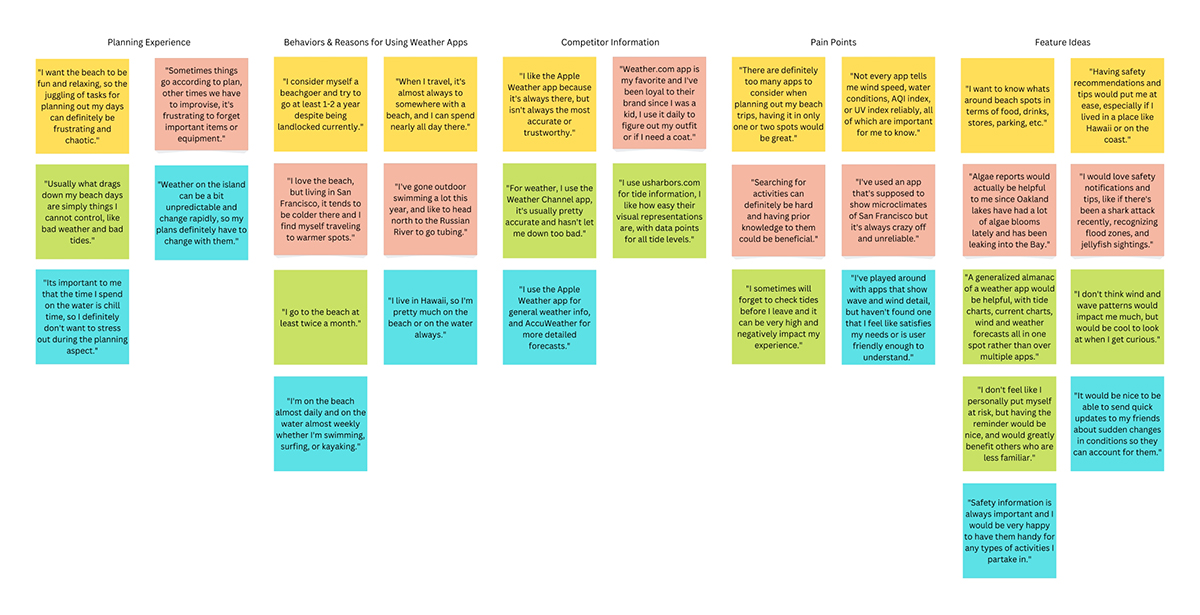 Planning Experience
"I want the beach to be
fun and relaxing, so the
juggling of tasks for
planning out my days
can definitely be
frustrating and
chaotic."
"Sometimes things
go according to plan,
other times we have
to improvise, it's
frustrating to forget
important items or
equipment."
"Usually what drags
down my beach days
are simply things I
cannot control, like
bad weather and bad
tides."
"Weather on the island
can be a bit
unpredictable and
change rapidly, so my
plans definitely have to
change with them."
"Its important to me
that the time I spend
on the water is chill
time, so I definitely
don't want to stress
out during the planning
aspect."
Behaviors & Reasons for Using Weather Apps
"I consider myself a
beachgoer and try to
go at least 1-2 a year
despite being
landlocked currently."
"When I travel, it's
almost always to
somewhere with a
beach, and I can spend
nearly all day there."
"I love the beach,
but living in San
Francisco, it tends to
be colder there and I
find myself traveling
to warmer spots."
"I've gone outdoor
swimming a lot this
year, and like to head
north to the Russian
River to go tubing."
"I go to the beach at
least twice a month."
"I live in Hawaii, so I'm
pretty much on the
beach or on the water
always."
"I'm on the beach
almost daily and on the
water almost weekly
whether I'm swimming,
surfing, or kayaking."
Competitor Information
"I like the Apple
Weather app because
it's always there, but
isn't always the most
accurate or
trustworthy."
"Weather.com app is
my favorite and I've
been loyal to their
brand since I was a
kid, I use it daily to
figure out my outfit
or if I need a coat."
"For weather, I use the
Weather Channel app,
it's usually pretty
accurate and hasn't let
me down too bad."
"I use usharbors.com
for tide information, I
like how easy their
visual representations
are, with data points
for all tide levels."
"I use the Apple
Weather app for
general weather info,
and AccuWeather for
more detailed
forecasts."
Pain Points
"There are definitely
too many apps to
consider when
planning out my beach
trips, having it in only
one or two spots would
be great."
"Not every app tells
me wind speed, water
conditions, AQI index,
or UV index reliably, all
of which are important
for me to know."
"Searching for
activities can
definitely be hard
and having prior
knowledge to them
could be beneficial."
"I've used an app
that's supposed to
show microclimates
of San Francisco but
it's always crazy off
and unreliable."
"I sometimes will
forget to check tides
before I leave and it
can be very high and
negatively impact my
experience."
"I've played around
with apps that show
wave and wind detail,
but haven't found one
that I feel like satisfies
my needs or is user
friendly enough to
understand."
Feature Ideas
"I want to know whats
around beach spots in
terms of food, drinks,
stores, parking, etc."
"Having safety
recommendations and
tips would put me at
ease, especially if I
lived in a place like
Hawaii or on the
coast."
"Algae reports would
actually be helpful
to me since Oakland
lakes have had a lot
of algae blooms
lately and has been
leaking into the Bay."
"I would love safety
notifications and
tips, like if there's
been a shark attack
recently, recognizing
flood zones, and
jellyfish sightings."
"A generalized almanac
of a weather app would
be helpful, with tide
charts, current charts,
wind and weather
forecasts all in one
spot rather than over
multiple apps."
"I don't think wind and
wave patterns would
impact me much, but
would be cool to look
at when I get curious."
"I don't feel like I
personally put myself
at risk, but having the
reminder would be
nice, and would greatly
benefit others who are
less familiar."
"It would be nice to be
able to send quick
updates to my friends
about sudden changes
in conditions so they
can account for them."
"Safety information is
always important and I
would be very happy
to have them handy for
any types of activities I
partake in."